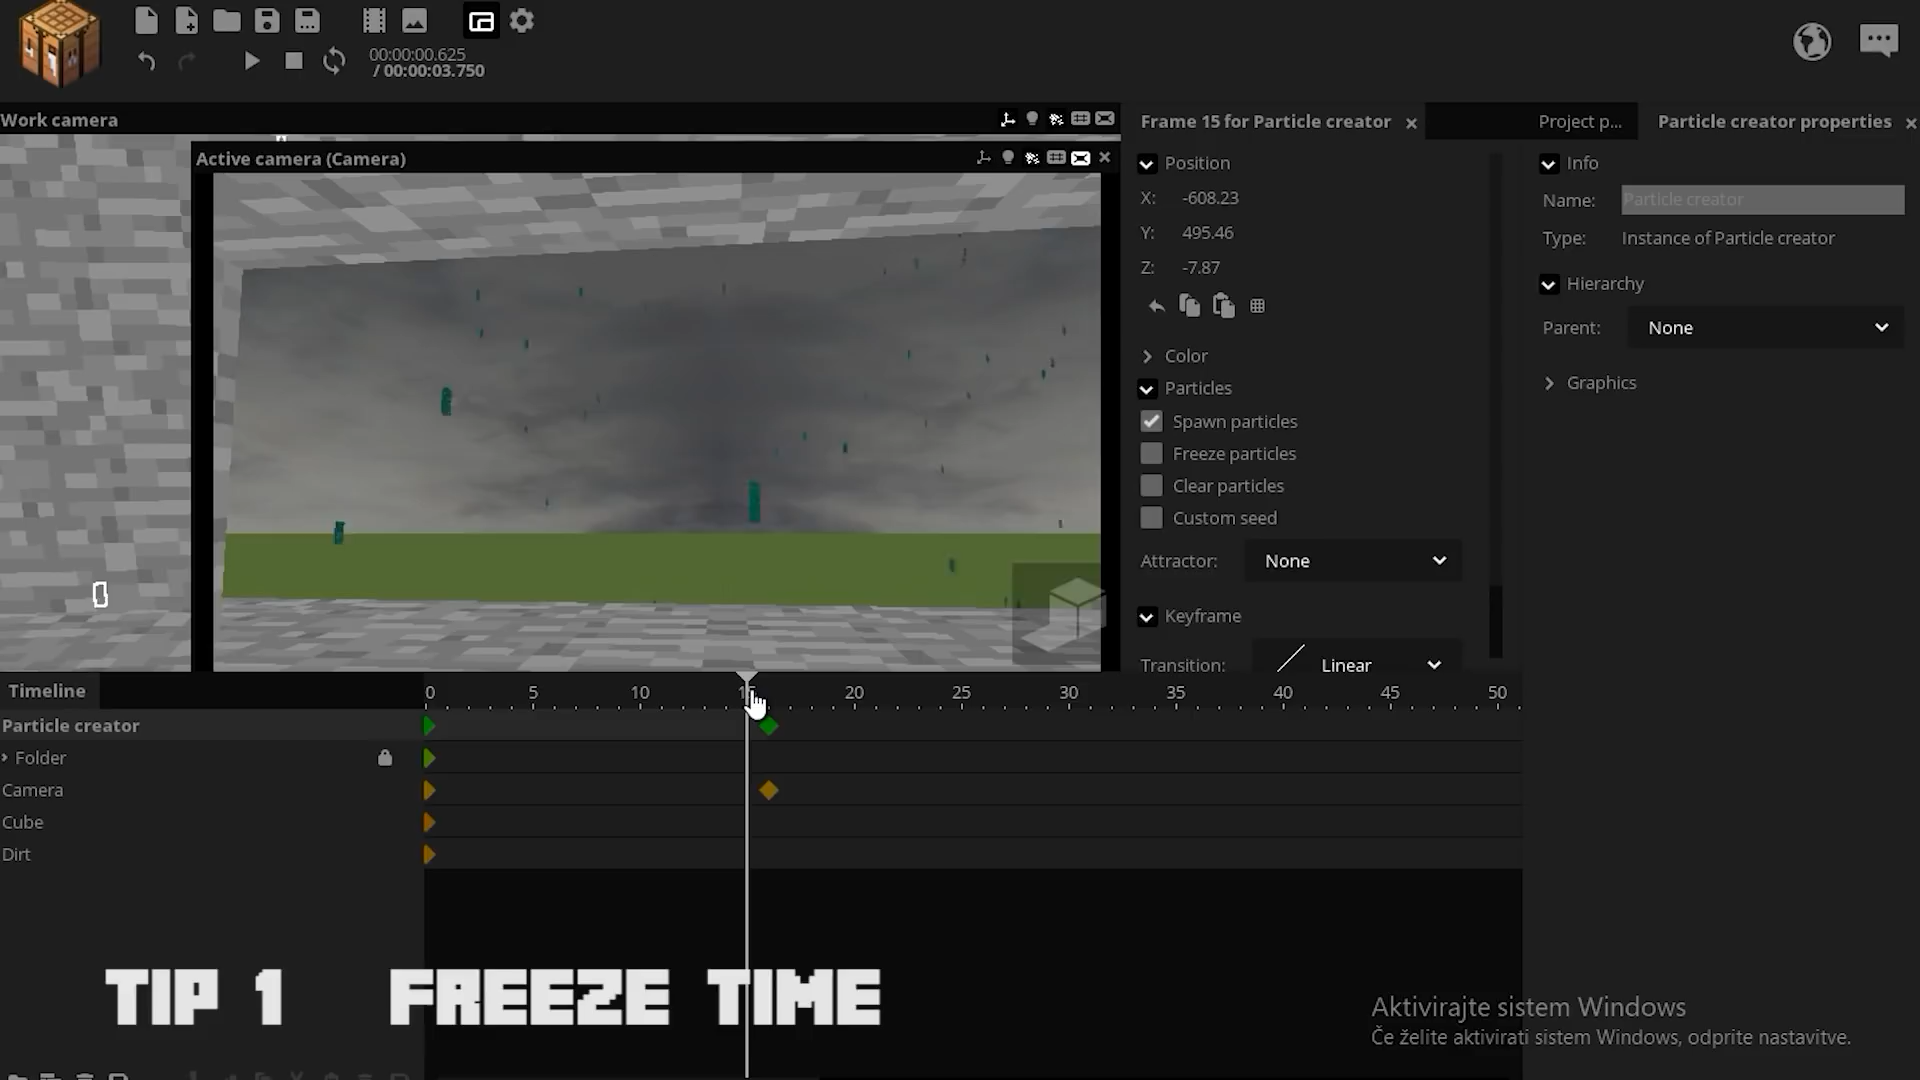 00:00:00.625
/ 00:00:03.750
Work camera
Active camera (Camera)
Frame 15 for Particle creator
Position
X: -608.23
Y: 495.46
Z: -7.87
Color
Particles
Spawn particles
Freeze particles
Clear particles
Custom seed
Attractor: None
Keyframe
Transition: Linear
Project p...
Particle creator properties
Info
Name: Particle creator
Type: Instance of Particle creator
Hierarchy
Parent: None
Graphics
Timeline
0 5 10 15 20 25 30 35 40 45 50
Particle creator
Folder
Camera
Cube
Dirt
TIP 1 FREEZE TIME
Aktivirajte sistem Windows
Če želite aktivirati sistem Windows, odprite nastavitve.